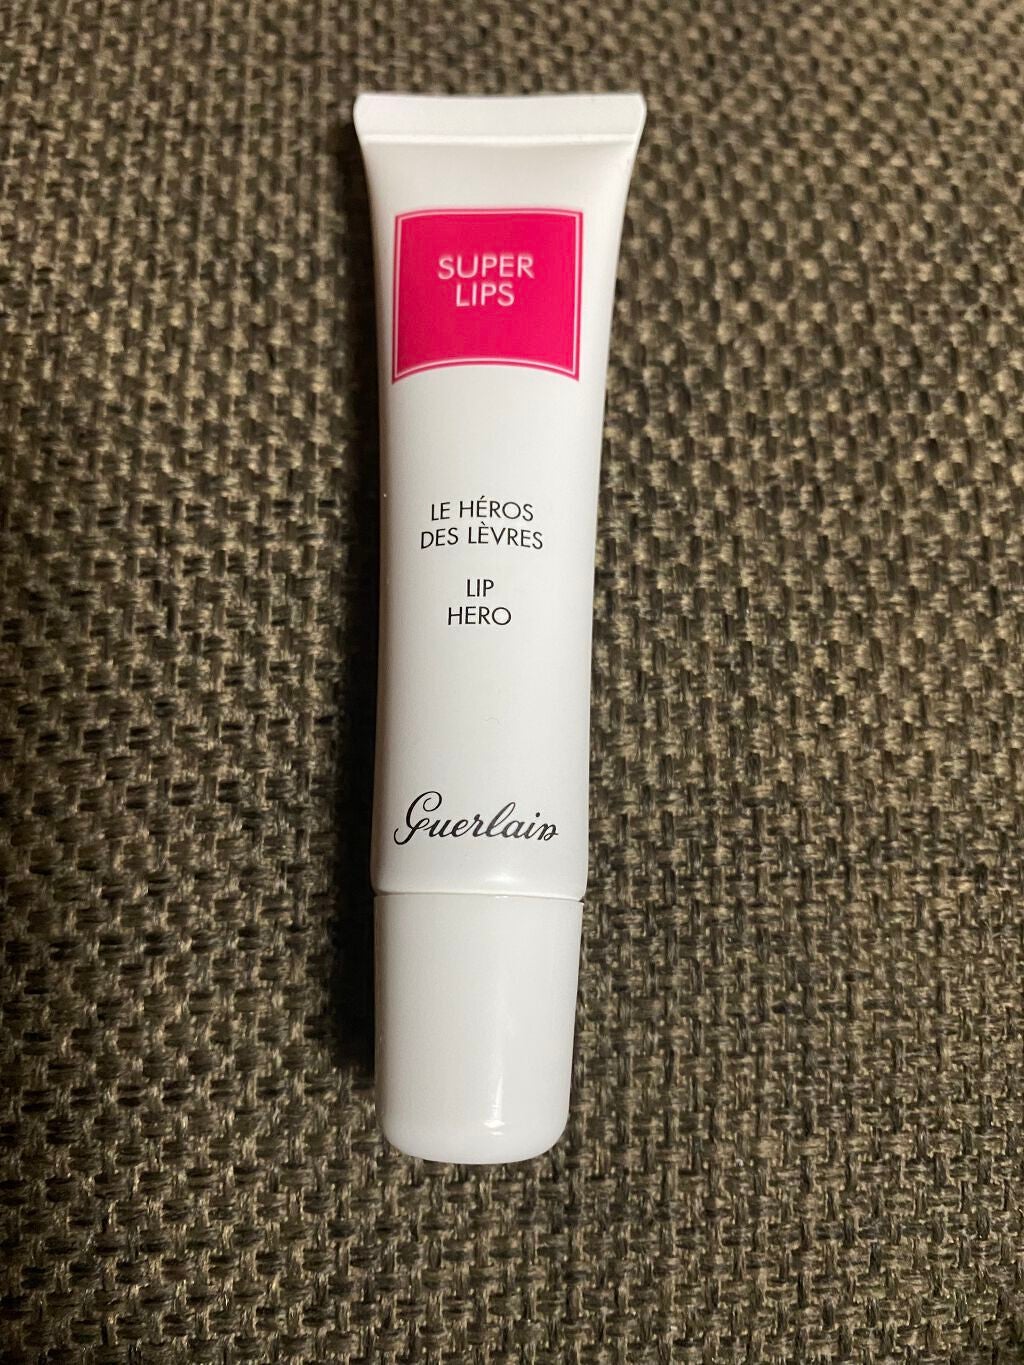 SUPER
LIPS
LE HÉROS
DES LÈVRES
LIP
HERO
Guerlain